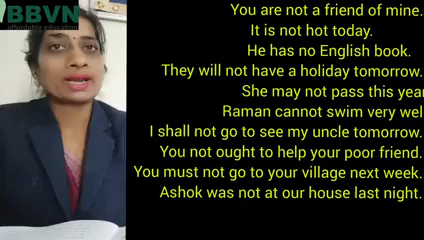 BBVN
affordable education
You are not a friend of mine.
It is not hot today.
He has no English book.
They will not have a holiday tomorrow.
She may not pass this year
Raman cannot swim very wel
I shall not go to see my uncle tomorrow.
You not ought to help your poor friend.
You must not go to your village next week.
Ashok was not at our house last night.